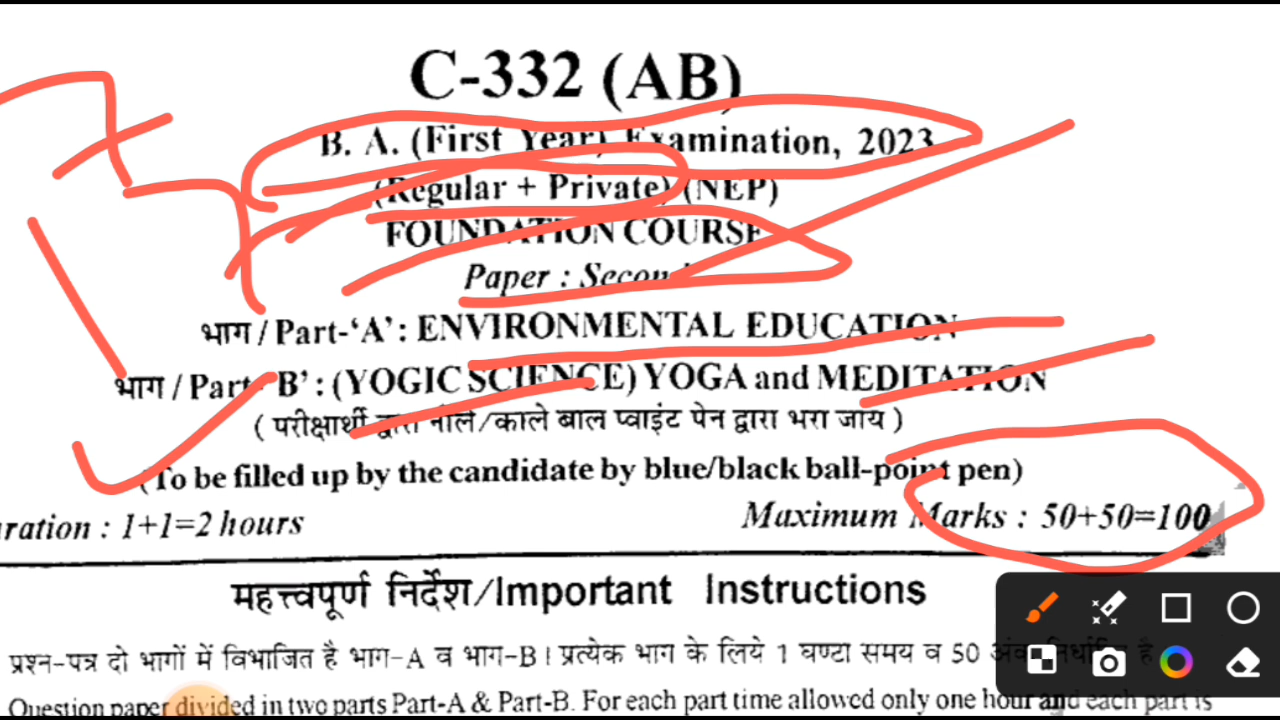 C-332 (AB)
B. A. (First Year) Examination, 2023
(Regular + Private) (NEP)
FOUNDATION COURSE
Paper : Second
भाग / Part-‘A’ : ENVIRONMENTAL EDUCATION
भाग / Part-‘B’ : (YOGIC SCIENCE) YOGA and MEDITATION
( परीक्षार्थी द्वारा नीले/काले बाल प्वाइंट पेन द्वारा भरा जाय )
(To be filled up by the candidate by blue/black ball-point pen)
uration : 1+1=2 hours
Maximum Marks : 50+50=100
महत्त्वपूर्ण निर्देश/Important Instructions
प्रश्न-पत्र दो भागों में विभाजित है भाग-A व भाग-B। प्रत्येक भाग के लिये 1 घण्टा समय व 50 अंक निर्धारित है
Question paper divided in two parts Part-A & Part-B. For each part time allowed only one hour and each part is